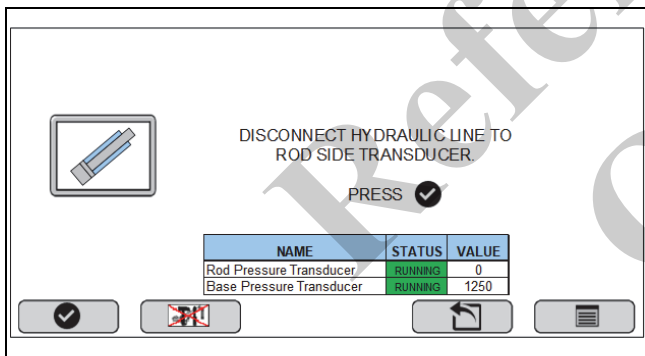 DISCONNECT HYDRAULIC LINE TO
ROD SIDE TRANSDUCER.
PRESS
NAME STATUS VALUE
Rod Pressure Transducer RUNNING 0
Base Pressure Transducer RUNNING 1250